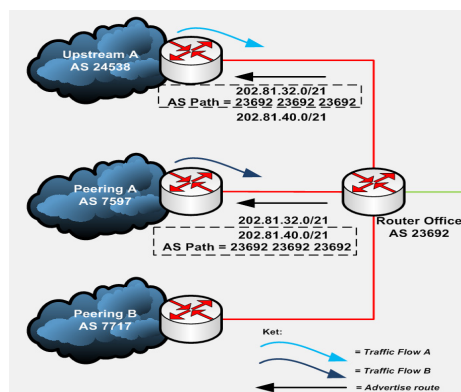 Upstream A
AS 24538
202.81.32.0/21
AS Path = 23692 23692 23692
202.81.40.0/21
Peering A
AS 7597
202.81.32.0/21
202.81.40.0/21
AS Path = 23692 23692 23692
Router Office
AS 23692
Peering B
AS 7717
Ket:
= Traffic Flow A
= Traffic Flow B
= Advertise route